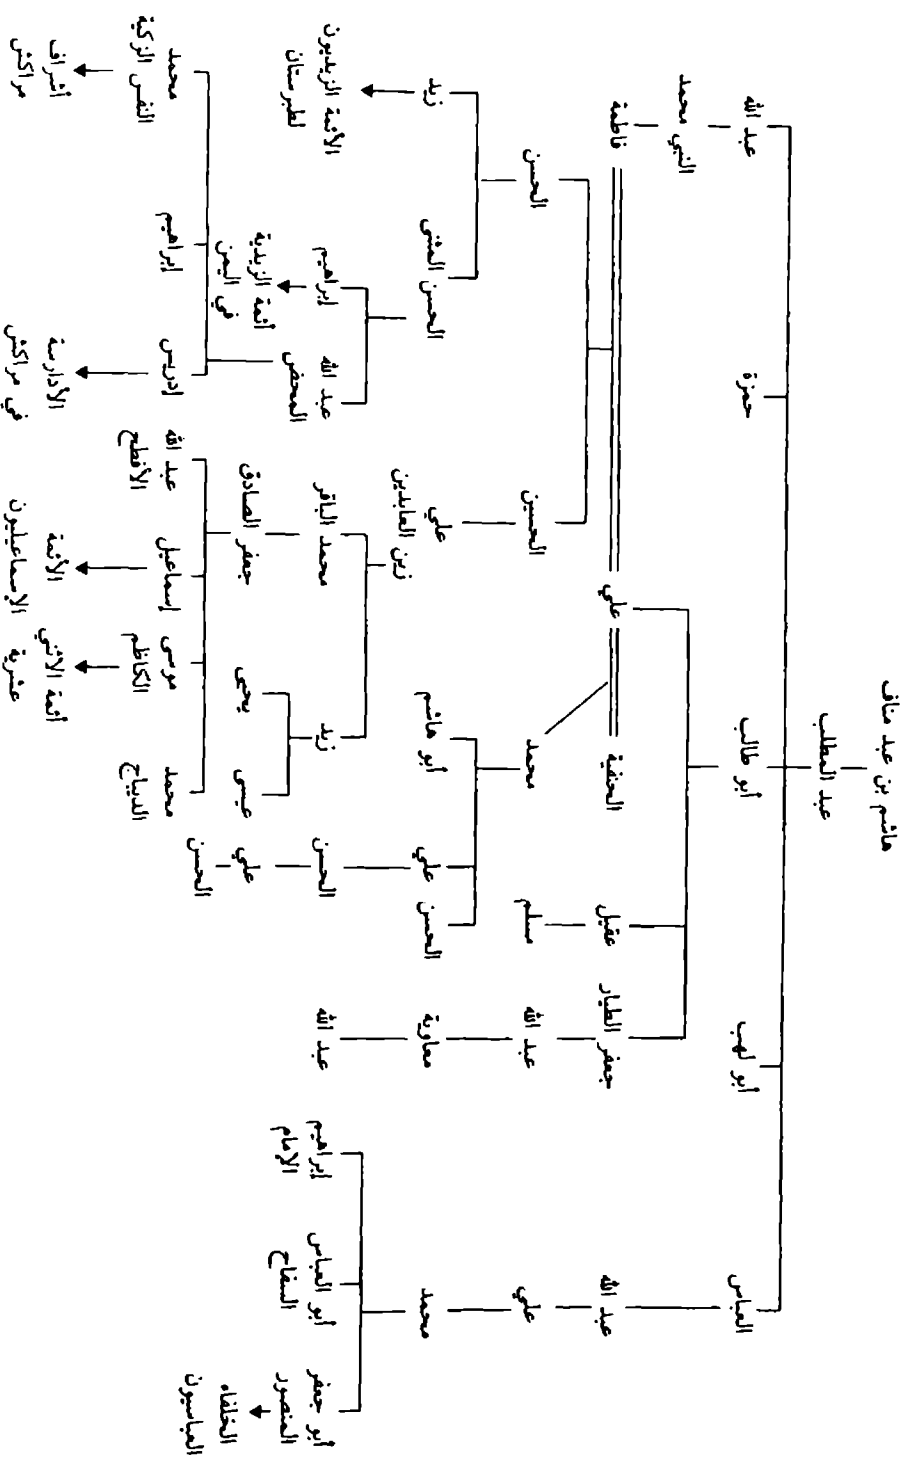 هاشم بن عبد مناف
عبد المطلب
عبد الله
حمزة
أبو طالب
أبو لهب
العباس
النبي محمد
فاطمة
علي
الحنفية
عقيل
جعفر الطيار
عبد الله
الحسن
الحسين
محمد
مسلم
عبد الله
علي
زيد
الحسن المثنى
علي
زين العابدين
أبو هاشم
علي
الحسن
معاوية
محمد
الأئمة الزيديون
لطبرستان
إبراهيم
عبد الله
المحض
محمد الباقر
زيد
الحسن
عبد الله
إبراهيم
الإمام
أبو العباس
السفاح
أبو جعفر
المنصور
أئمة الزيدية
في اليمن
جعفر الصادق
يحيى
عيسى
علي
الخلفاء
العباسيون
محمد
النفس الزكية
إبراهيم
إدريس
عبد الله
الأفطح
إسماعيل
موسى
الكاظم
محمد
الديباج
الحسن
أشراف
مراكش
الأدارسة
في مراكش
الأئمة
الإسماعيليون
أئمة الاثني
عشرية